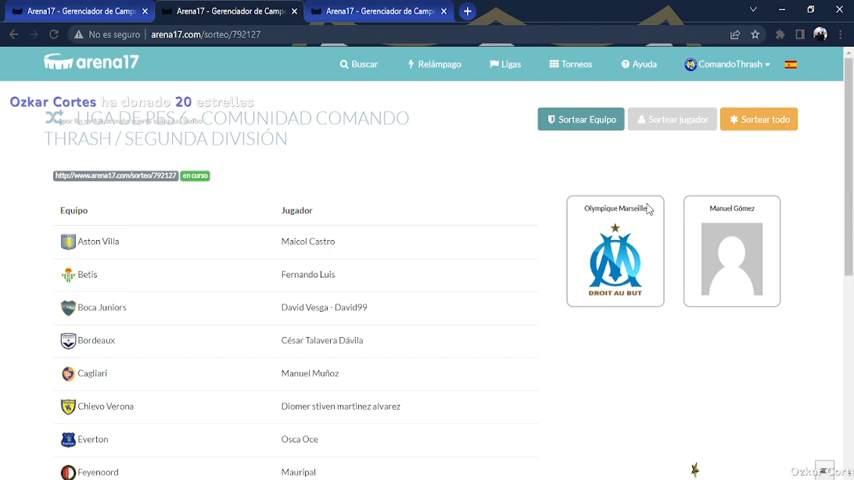 Arena17 - Gerenciador de Camp
Arena17 - Gerenciador de Camp
Arena17 - Gerenciador de Camp
No es seguro
arena17.com/sorteo/792127
arena17
Buscar
Relámpago
Ligas
Torneos
Ayuda
ComandoThrash
Ozkar Cortes ha donado 20 estrellas
LIGA DE PES 6 - COMUNIDAD COMANDO
THRASH / SEGUNDA DIVISIÓN
Sortear Equipo
Sortear jugador
Sortear todo
http://www.arena17.com/sorteo/792127
en curso
Equipo
Jugador
Olympique Marseille
Manuel Gómez
DROIT AU BUT
Aston Villa
Maicol Castro
Betis
Fernando Luis
Boca Juniors
David Vesga - David99
Bordeaux
César Talavera Dávila
Cagliari
Manuel Muñoz
Chievo Verona
Diomer stiven martinez alvarez
Everton
Osca Oce
Feyenoord
Mauripal
Ozkar Cortes